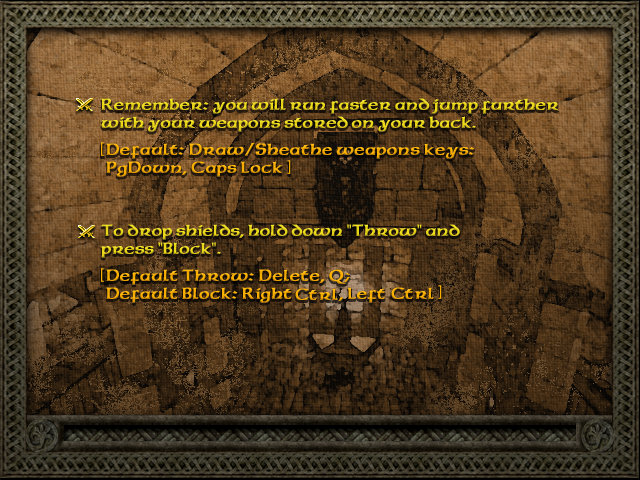 Remember: you will run faster and jump further
with your weapons stored on your back.
[Default: Draw/Sheathe weapons keys:
PgDown, Caps Lock ]
To drop shields, hold down "Throw" and
press "Block".
[Default Throw: Delete, Q;
Default Block: Right Ctrl, Left Ctrl ]